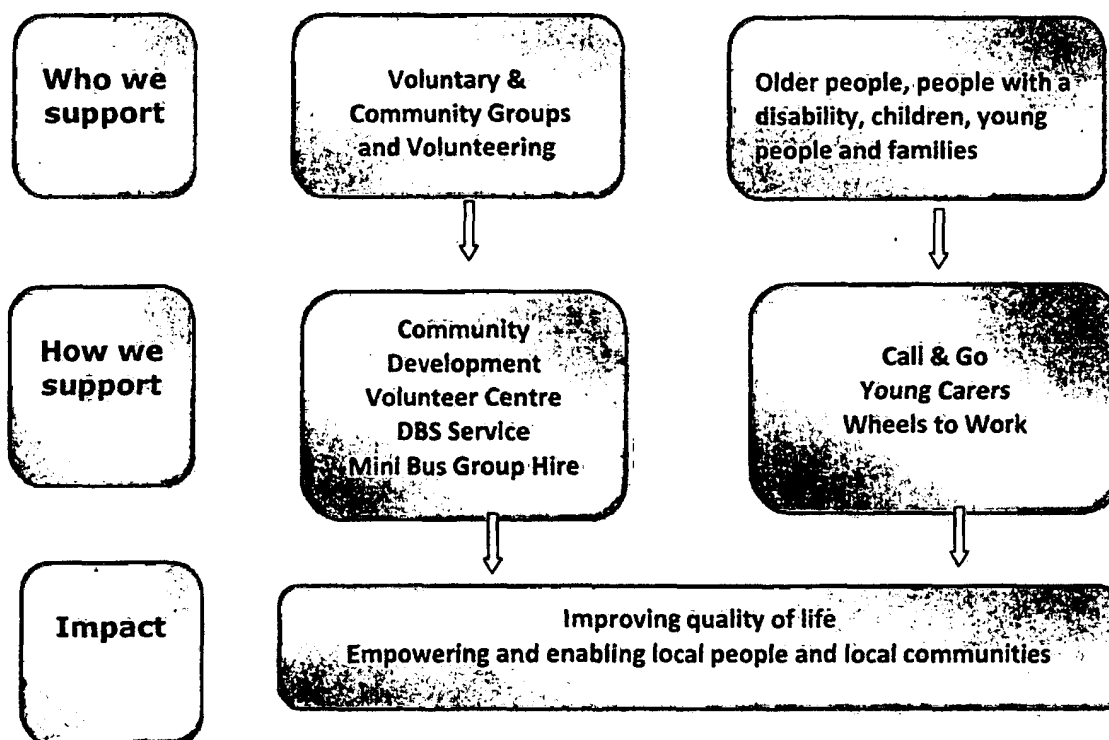 Who we
support
Voluntary &
Community Groups
and Volunteering
Older people, people with a
disability, children, young
people and families
How we
support
Community
Development
Volunteer Centre
DBS Service
Mini Bus Group Hire
Call & Go
Young Carers
Wheels to Work
Impact
Improving quality of life
Empowering and enabling local people and local communities